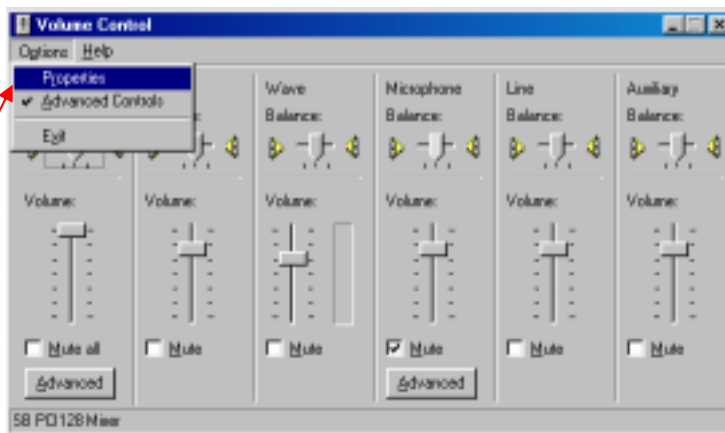 Volume Control
Options Help
Properties
Advanced Controls
Exit
Wave Microphone Line Auxiliary
Balance: Balance: Balance: Balance:
Volume: Volume: Volume: Volume: Volume: Volume:
Mute all Mute Mute Mute Mute Mute
Advanced Advanced
SB PCI128 Mixer